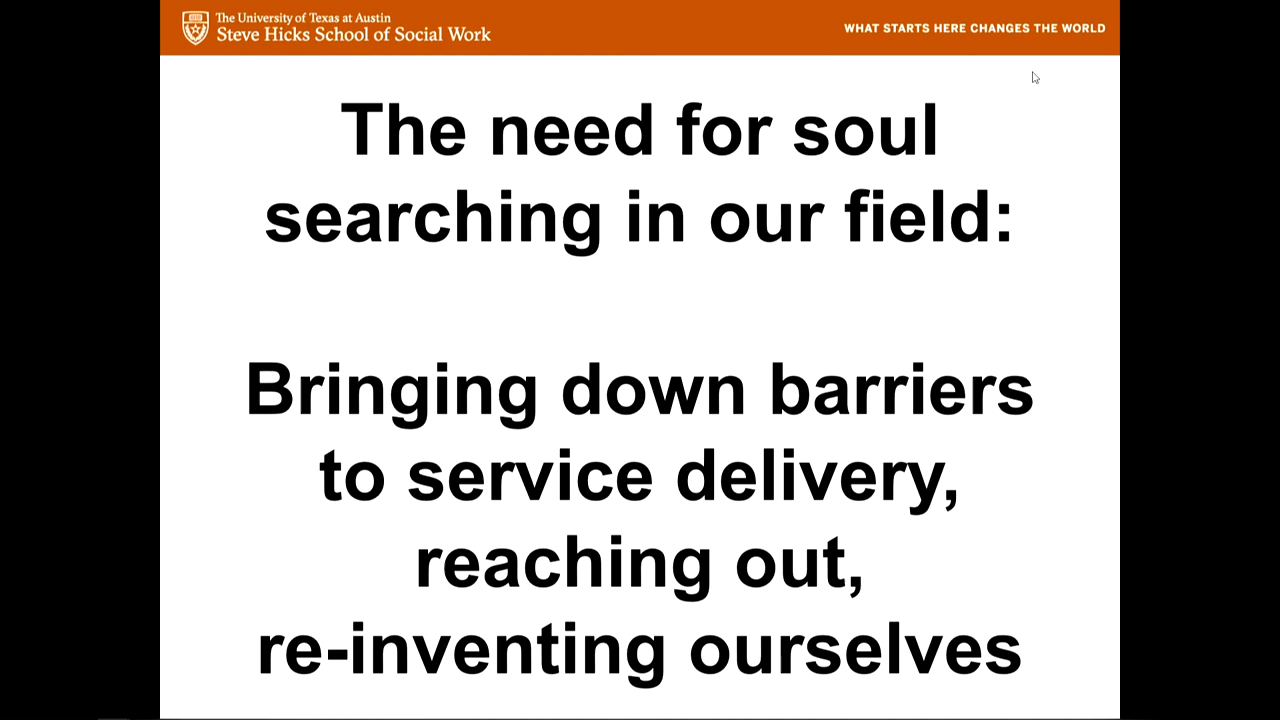 The University of Texas at Austin
Steve Hicks School of Social Work
WHAT STARTS HERE CHANGES THE WORLD
The need for soul
searching in our field:
Bringing down barriers
to service delivery,
reaching out,
re-inventing ourselves